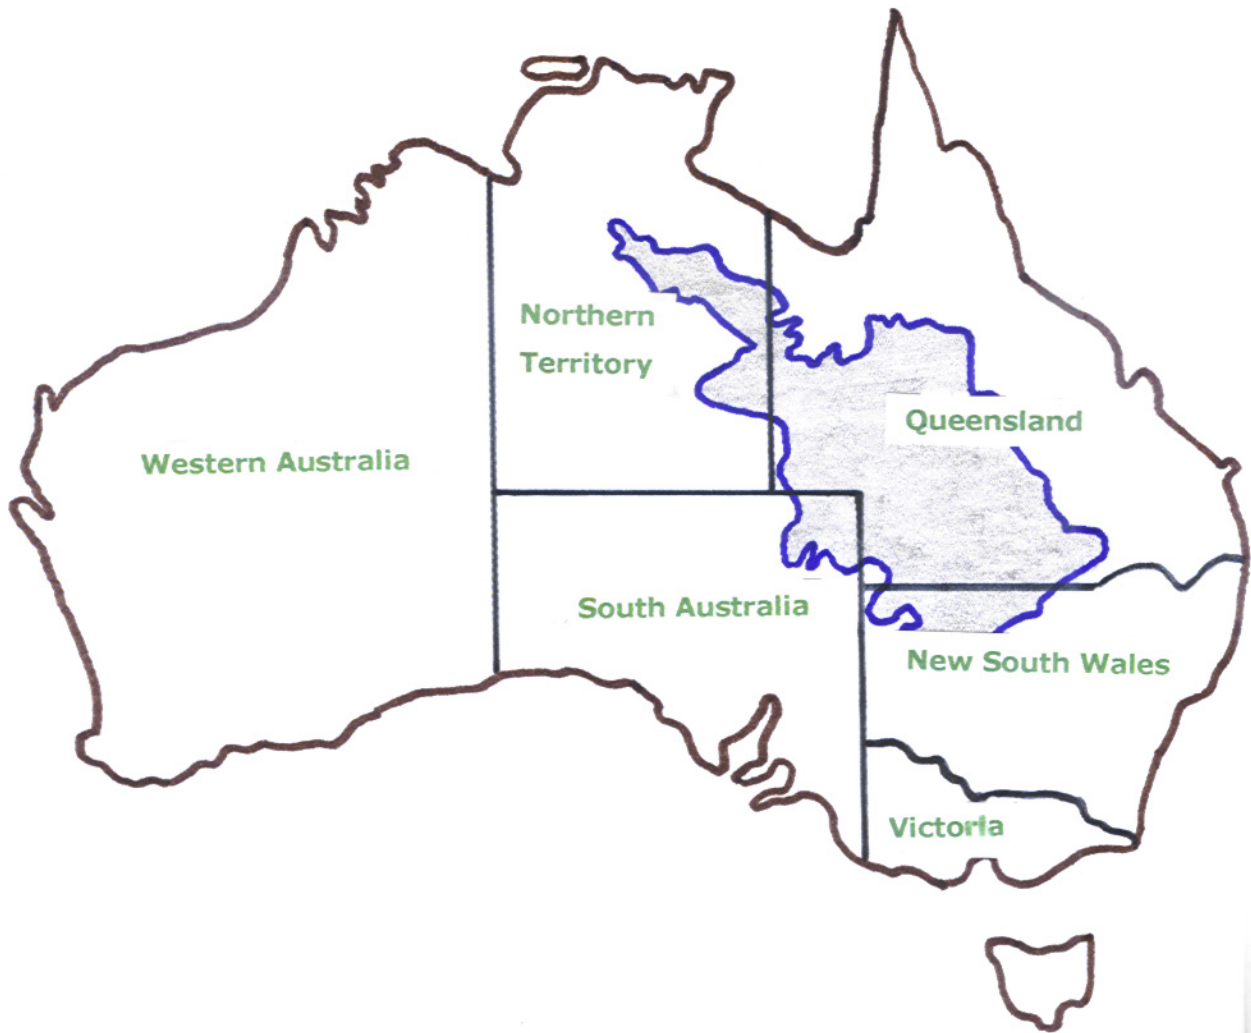 Northern
Territory
Queensland
Western Australia
South Australia
New South Wales
Victoria